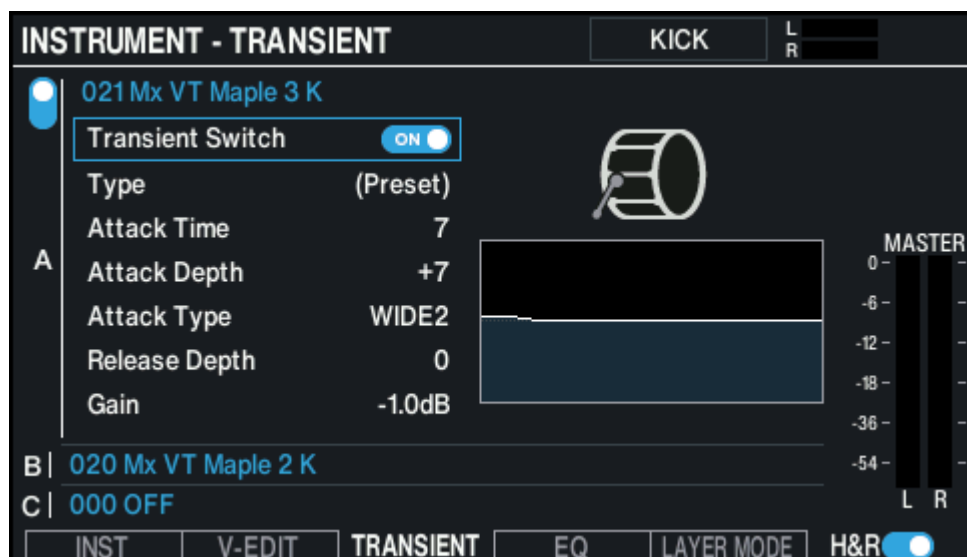 INSTRUMENT - TRANSIENT KICK L
R
021 Mx VT Maple 3 K
Transient Switch ON
Type (Preset)
Attack Time 7
A Attack Depth +7
Attack Type WIDE2
Release Depth 0
Gain -1.0dB
MASTER
0
-6
-12
-18
-36
-54
L R
B 020 Mx VT Maple 2 K
C 000 OFF
INST V-EDIT TRANSIENT EQ LAYER MODE H&R